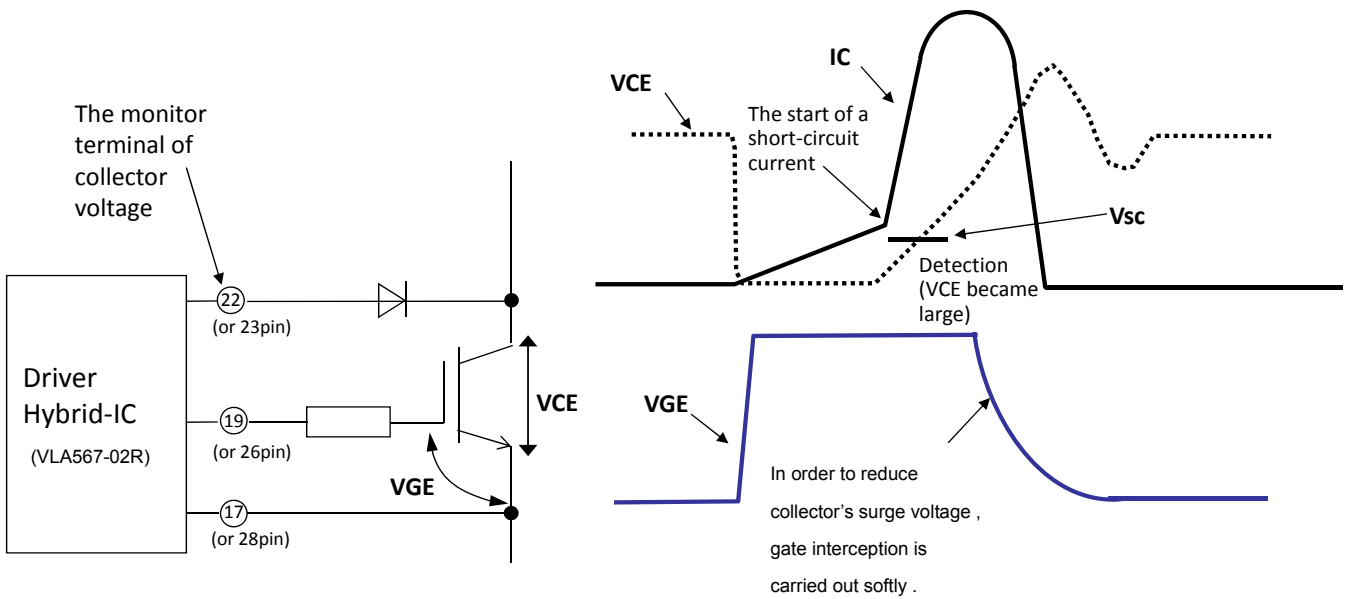 The monitor
terminal of
collector
voltage
22
(or 23pin)
Driver
Hybrid-IC
(VLA567-02R)
19
(or 26pin)
VGE
VCE
17
(or 28pin)
VCE
IC
The start of a
short-circuit
current
Vsc
Detection
(VCE became
large)
VGE
In order to reduce
collector’s surge voltage ,
gate interception is
carried out softly .